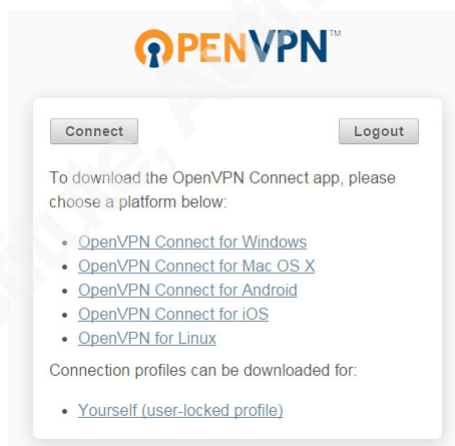 OPENVPN™
Connect
Logout
To download the OpenVPN Connect app, please
choose a platform below:
• OpenVPN Connect for Windows
• OpenVPN Connect for Mac OS X
• OpenVPN Connect for Android
• OpenVPN Connect for iOS
• OpenVPN for Linux
Connection profiles can be downloaded for:
• Yourself (user-locked profile)